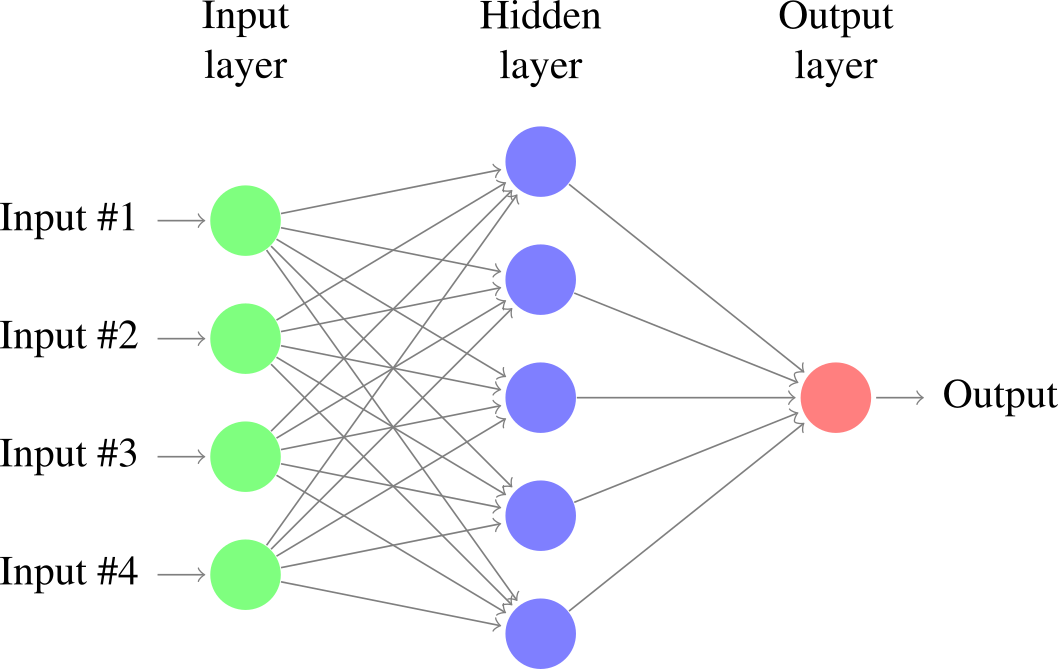 Input
layer
Hidden
layer
Output
layer
Input #1
Input #2
Input #3
Input #4
Output